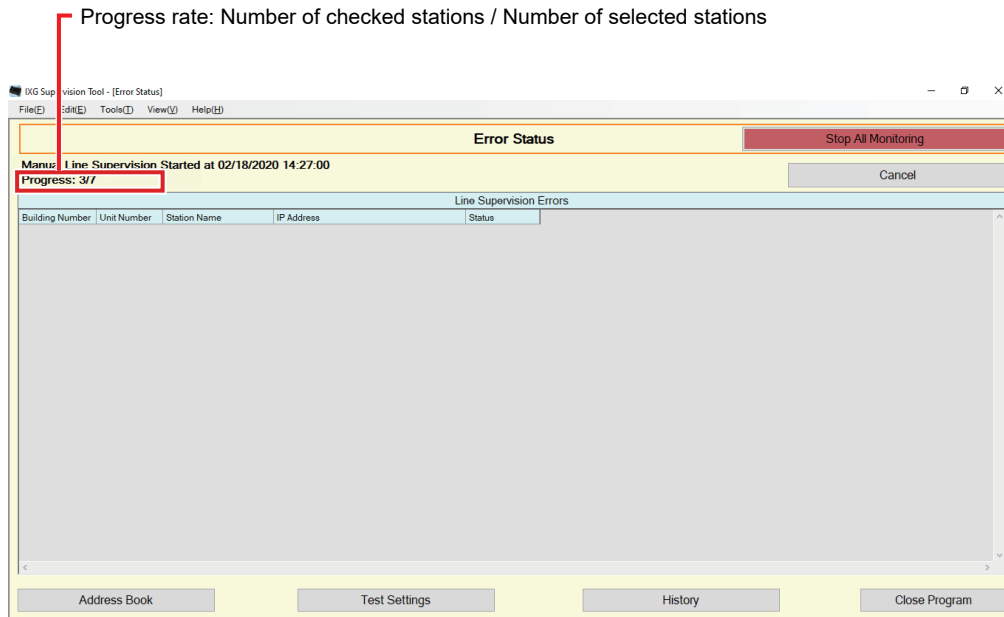 Progress rate: Number of checked stations / Number of selected stations
IXG Supervision Tool - [Error Status]
File(F) Edit(E) Tools(T) View(V) Help(H)
Error Status
Stop All Monitoring
Manual Line Supervision Started at 02/18/2020 14:27:00
Cancel
Progress: 3/7
Line Supervision Errors
Building Number Unit Number Station Name IP Address Status
Address Book Test Settings History Close Program